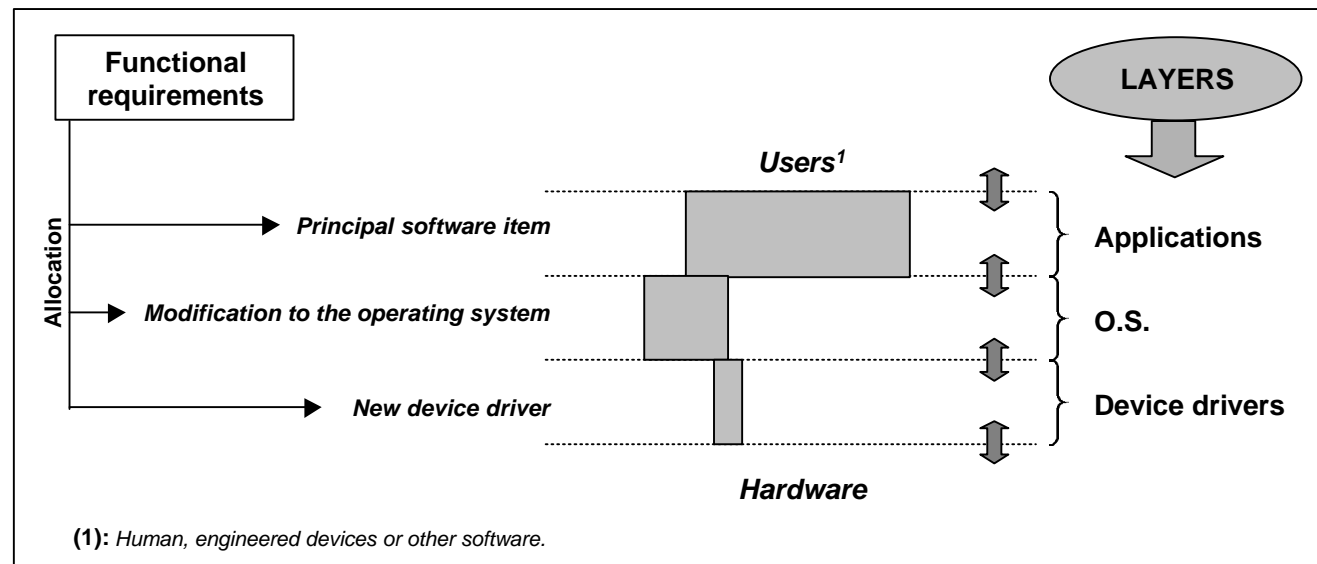 Functional
requirements
LAYERS
Users1
Allocation
Principal software item
Applications
Modification to the operating system
O.S.
New device driver
Device drivers
Hardware
(1): Human, engineered devices or other software.